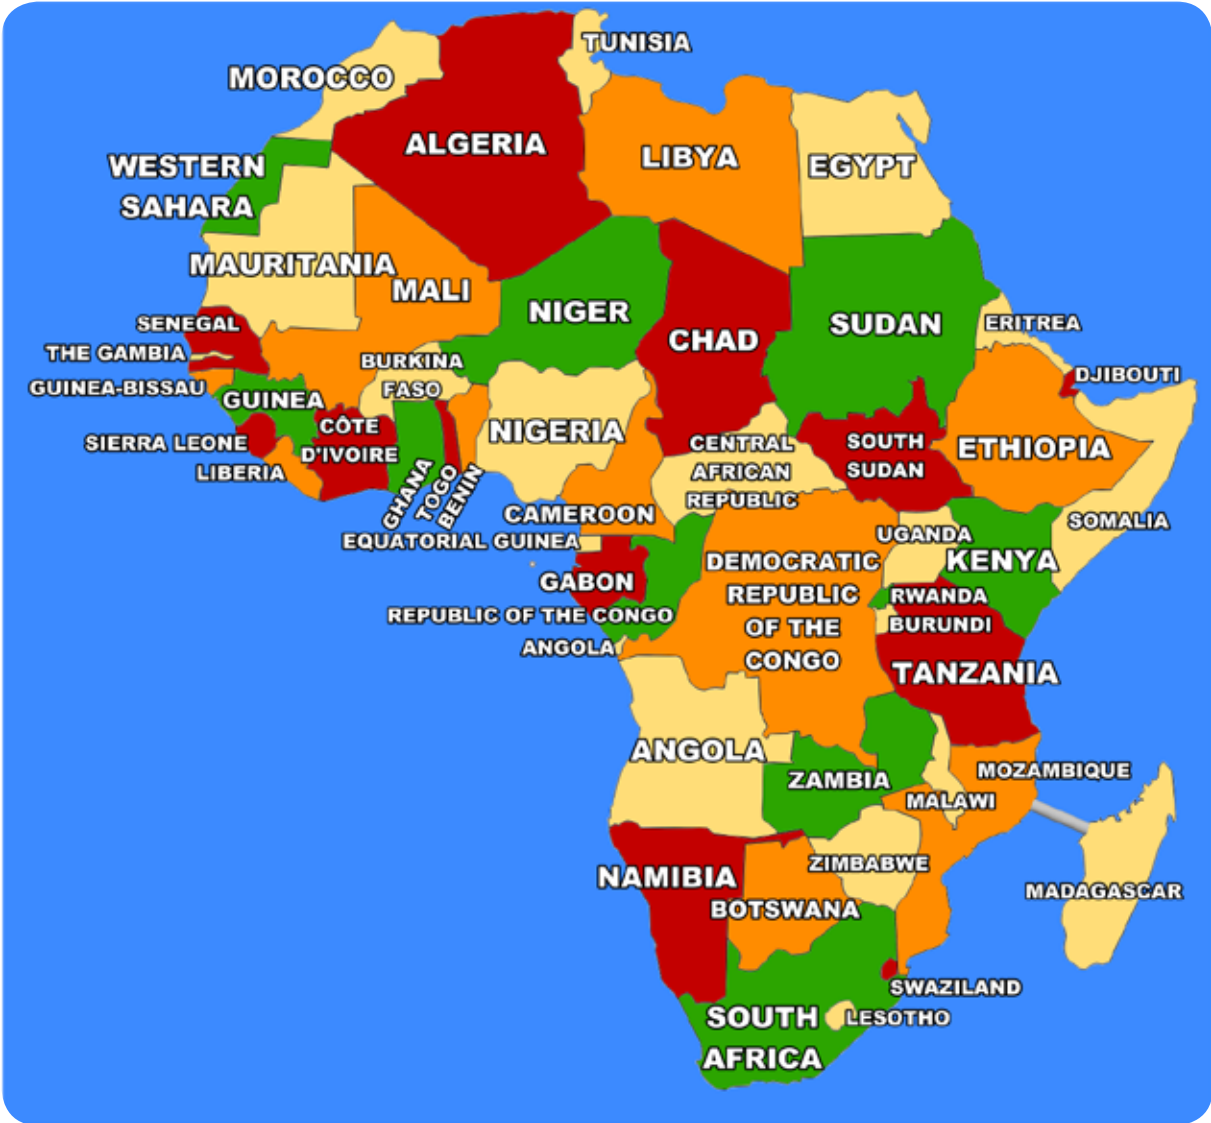 TUNISIA
MOROCCO
ALGERIA
LIBYA
EGYPT
WESTERN
SAHARA
MAURITANIA
MALI
NIGER
CHAD
SUDAN
ERITREA
SENEGAL
THE GAMBIA
BURKINA
FASO
DJIBOUTI
GUINEA-BISSAU
GUINEA
CÔTE
D'IVOIRE
SIERRA LEONE
LIBERIA
GHANA
TOGO
BENIN
NIGERIA
CENTRAL
AFRICAN
REPUBLIC
SOUTH
SUDAN
ETHIOPIA
SOMALIA
CAMEROON
EQUATORIAL GUINEA
UGANDA
KENYA
GABON
DEMOCRATIC
REPUBLIC
OF THE
CONGO
RWANDA
REPUBLIC OF THE CONGO
BURUNDI
ANGOLA
TANZANIA
ANGOLA
ZAMBIA
MOZAMBIQUE
MALAWI
ZIMBABWE
NAMIBIA
MADAGASCAR
BOTSWANA
SWAZILAND
SOUTH
AFRICA
LESOTHO